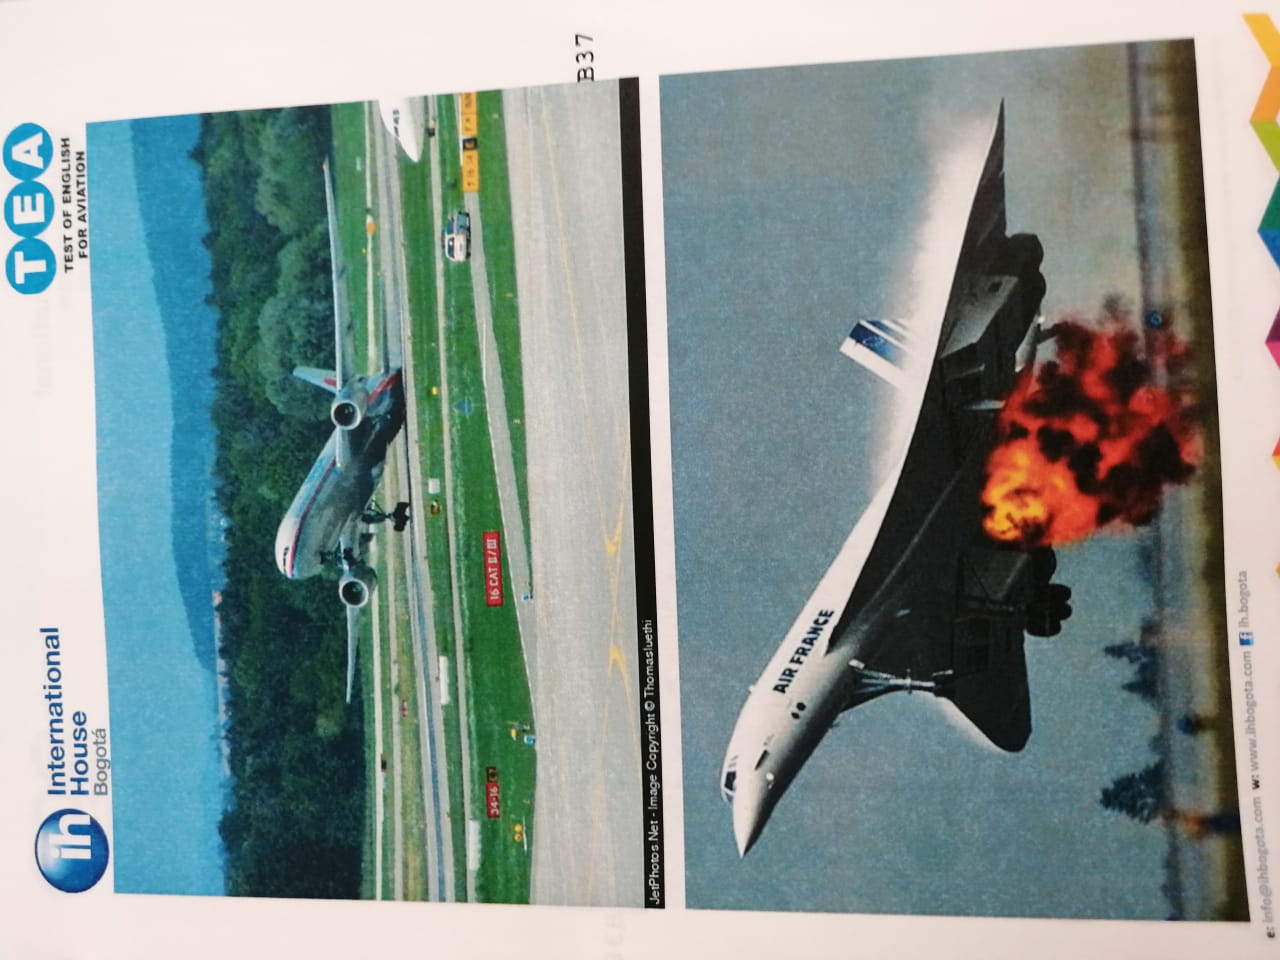 ih International
House
Bogotá
TEA
TEST OF ENGLISH
FOR AVIATION
34-16
16 CAT II/III
B37
JetPhotos.Net - Image Copyright © Thomasluethi
AIR FRANCE
e: info@ihbogota.com w: www.ihbogota.com f ih.bogota